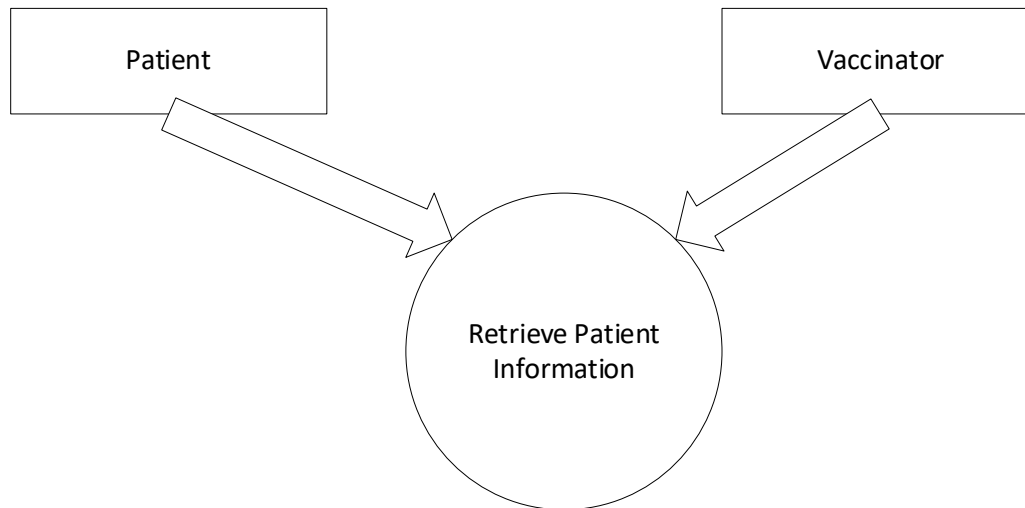 Patient
Vaccinator
Retrieve Patient
Information